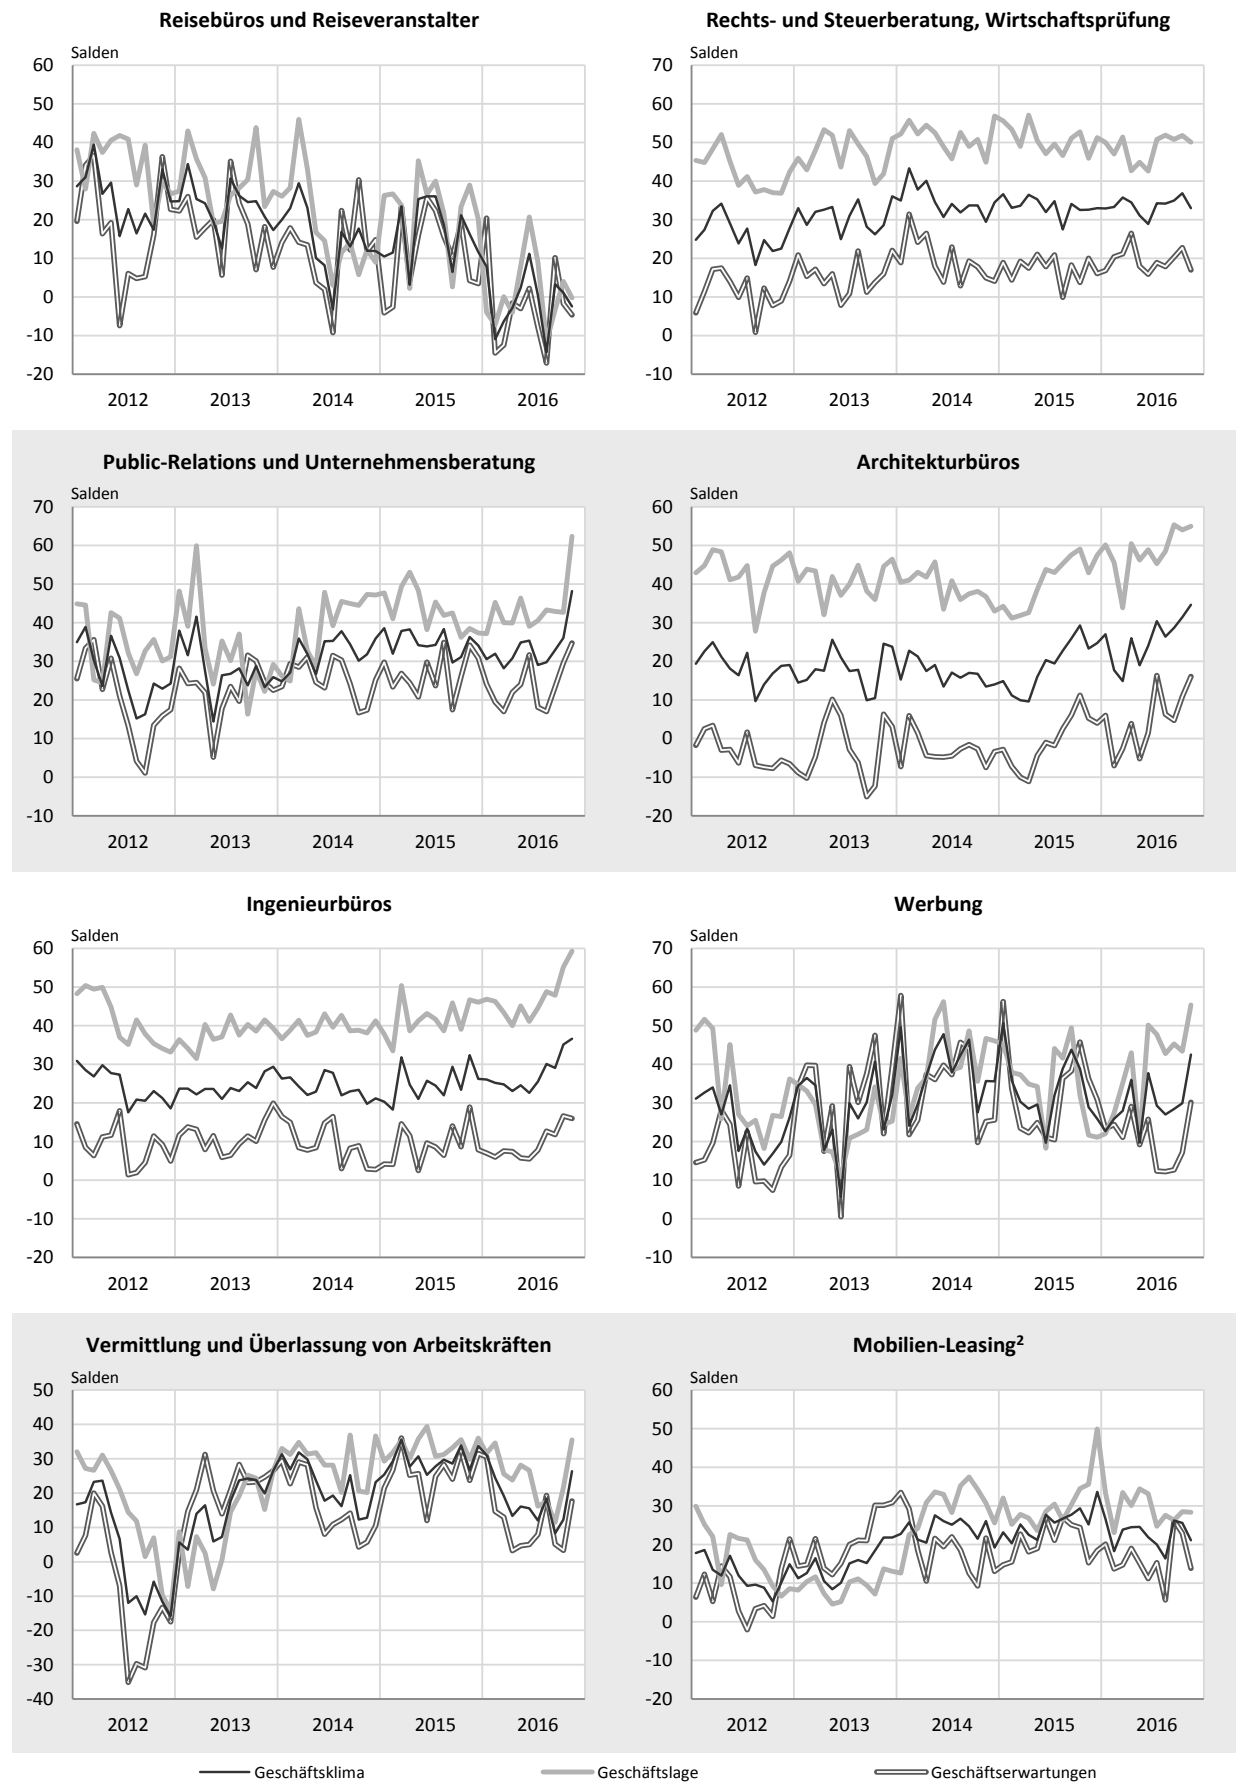 Reisebüros und Reiseveranstalter
Salden
60
50
40
30
20
10
0
-10
-20
2012 2013 2014 2015 2016
Rechts- und Steuerberatung, Wirtschaftsprüfung
Salden
70
60
50
40
30
20
10
0
-10
2012 2013 2014 2015 2016
Public-Relations und Unternehmensberatung
Salden
70
60
50
40
30
20
10
0
-10
2012 2013 2014 2015 2016
Architekturbüros
Salden
60
50
40
30
20
10
0
-10
-20
2012 2013 2014 2015 2016
Ingenieurbüros
Salden
60
50
40
30
20
10
0
-10
-20
2012 2013 2014 2015 2016
Werbung
Salden
70
60
50
40
30
20
10
0
-10
2012 2013 2014 2015 2016
Vermittlung und Überlassung von Arbeitskräften
Salden
50
40
30
20
10
0
-10
-20
-30
-40
2012 2013 2014 2015 2016
Mobilien-Leasing²
Salden
60
50
40
30
20
10
0
-10
-20
2012 2013 2014 2015 2016
Geschäftsklima Geschäftslage Geschäftserwartungen